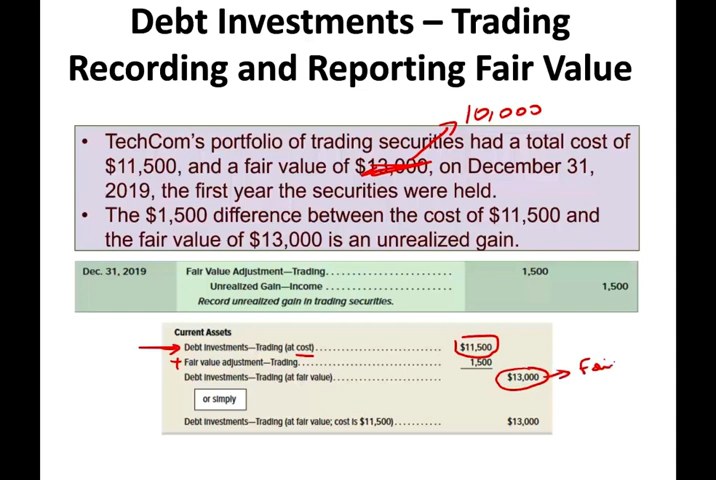 Debt Investments – Trading
Recording and Reporting Fair Value
10,000
• TechCom's portfolio of trading securities had a total cost of
$11,500, and a fair value of $13,000, on December 31,
2019, the first year the securities were held.
• The $1,500 difference between the cost of $11,500 and
the fair value of $13,000 is an unrealized gain.
Dec. 31, 2019 Fair Value Adjustment—Trading 1,500
Unrealized Gain—Income 1,500
Record unrealized gain in trading securities.
Current Assets
Debt Investments—Trading (at cost) $11,500
+ Fair value adjustment—Trading 1,500
Debt Investments—Trading (at fair value) $13,000 Fair
or simply
Debt Investments—Trading (at fair value; cost is $11,500) $13,000